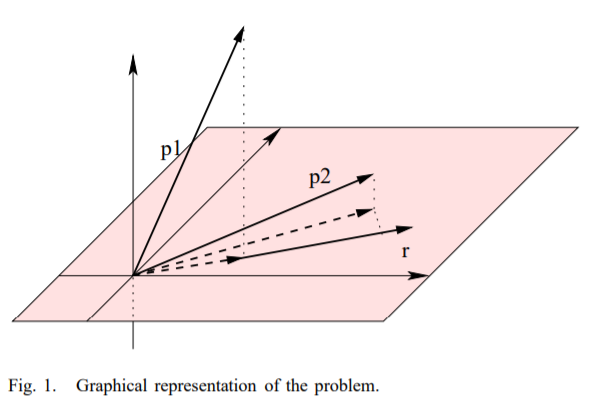 p1
p2
r
Fig. 1. Graphical representation of the problem.